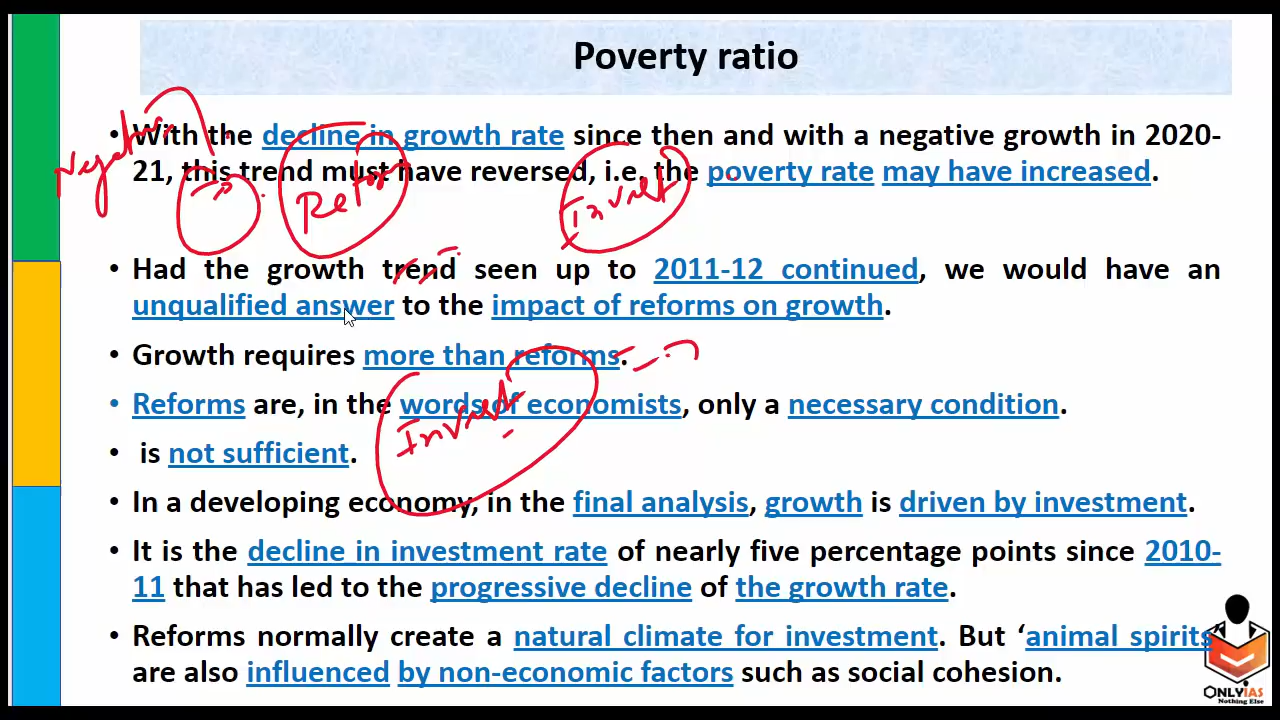 Poverty ratio
• With the decline in growth rate since then and with a negative growth in 2020-
21, this trend must have reversed, i.e. the poverty rate may have increased.
Negative
Reform
Invest
• Had the growth trend seen up to 2011-12 continued, we would have an
unqualified answer to the impact of reforms on growth.
• Growth requires more than reforms.
• Reforms are, in the words of economists, only a necessary condition.
Invest
• is not sufficient.
• In a developing economy, in the final analysis, growth is driven by investment.
• It is the decline in investment rate of nearly five percentage points since 2010-
11 that has led to the progressive decline of the growth rate.
• Reforms normally create a natural climate for investment. But ‘animal spirits’
are also influenced by non-economic factors such as social cohesion.
ONLYIAS
Nothing Else